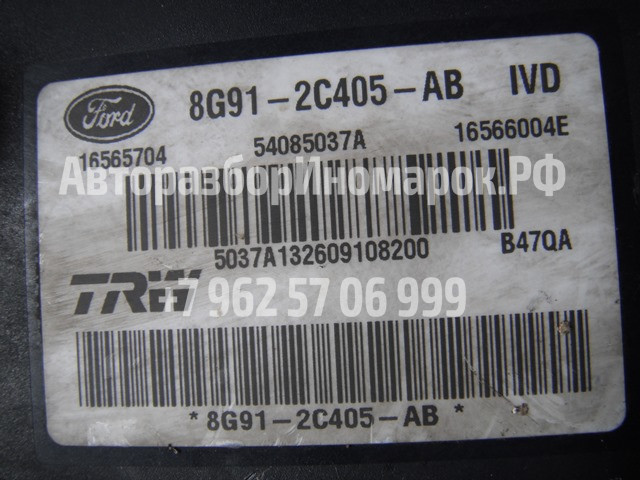 Ford 8G91-2C405-AB IVD
16565704 54085037A 16566004E
АвторазборИномарок.РФ
5037A132609108200 B47QA
TRW
+7 962 57 06 999
*8G91-2C405-AB*